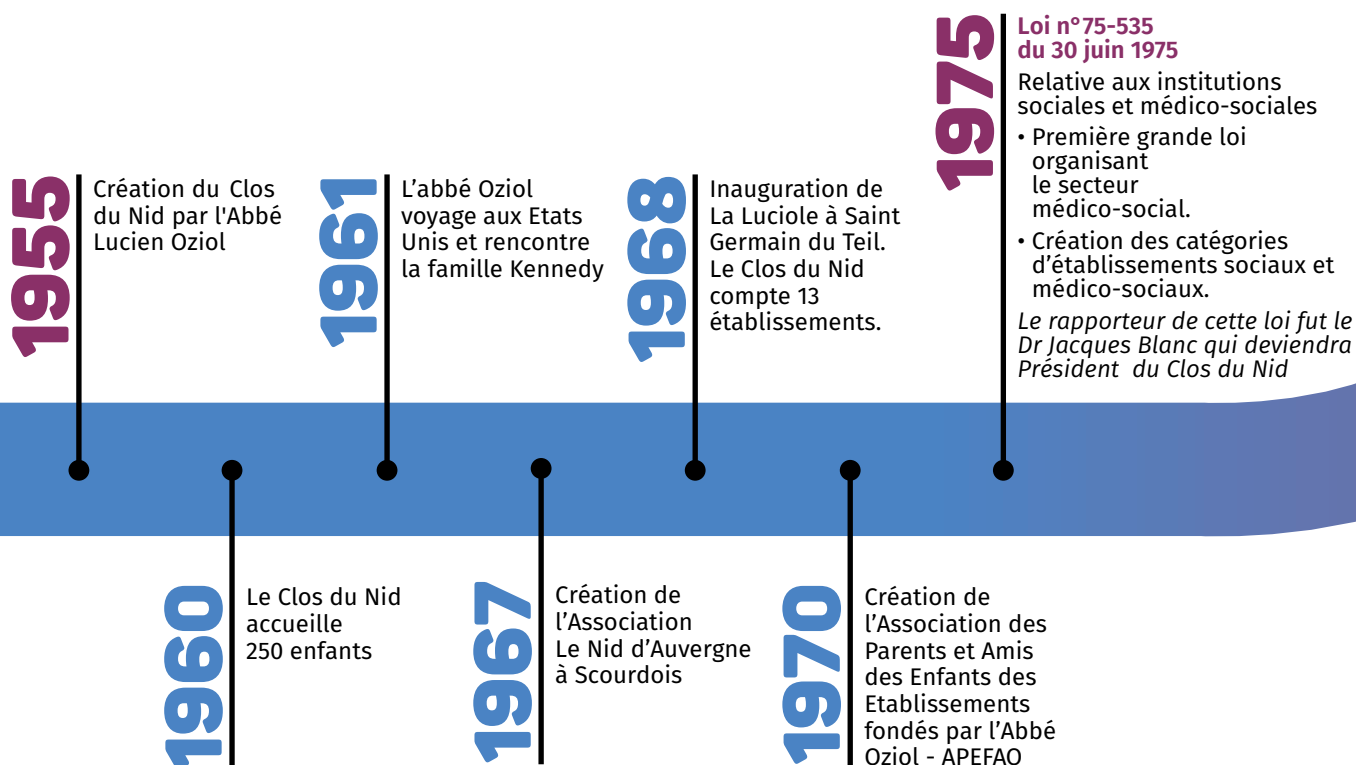 1955
Création du Clos
du Nid par l'Abbé
Lucien Oziol
1960
Le Clos du Nid
accueille
250 enfants
1961
L’abbé Oziol
voyage aux Etats
Unis et rencontre
la famille Kennedy
1967
Création de
l’Association
Le Nid d’Auvergne
à Scourdois
1968
Inauguration de
La Luciole à Saint
Germain du Teil.
Le Clos du Nid
compte 13
établissements.
1970
Création de
l’Association des
Parents et Amis
des Enfants des
Etablissements
fondés par l’Abbé
Oziol - APEFAO
1975
Loi n°75-535
du 30 juin 1975
Relative aux institutions
sociales et médico-sociales
• Première grande loi
organisant
le secteur
médico-social.
• Création des catégories
d’établissements sociaux et
médico-sociaux.
Le rapporteur de cette loi fut le
Dr Jacques Blanc qui deviendra
Président du Clos du Nid